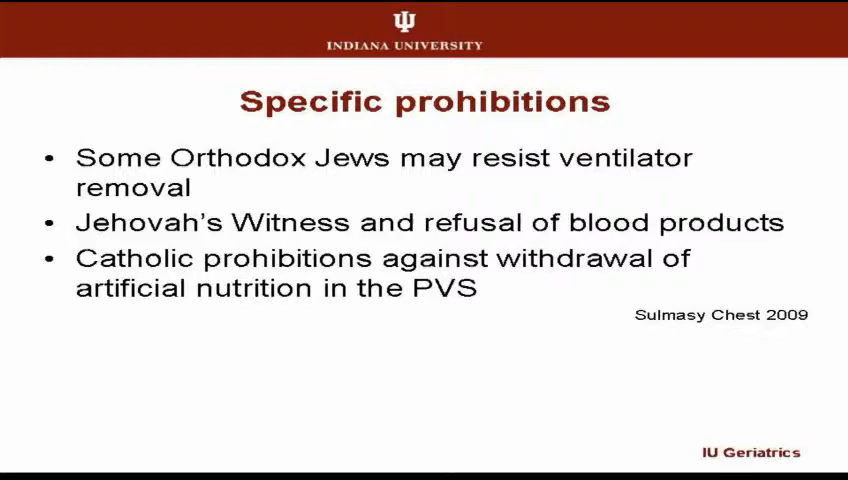 INDIANA UNIVERSITY
Specific prohibitions
• Some Orthodox Jews may resist ventilator
removal
• Jehovah's Witness and refusal of blood products
• Catholic prohibitions against withdrawal of
artificial nutrition in the PVS
Sulmasy Chest 2009
IU Geriatrics